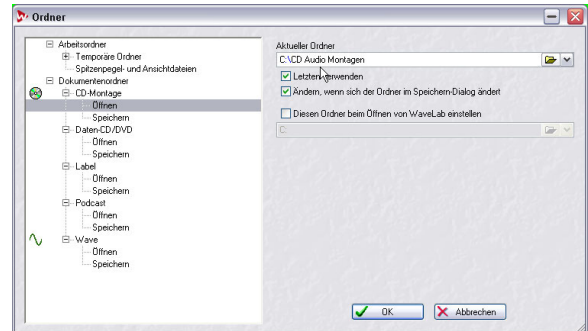 Ordner
Arbeitsordner
Temporäre Ordner
Spitzenpegel- und Ansichtdateien
Dokumentenordner
CD-Montage
Öffnen
Speichern
Daten-CD/DVD
Öffnen
Speichern
Label
Öffnen
Speichern
Podcast
Öffnen
Speichern
Wave
Öffnen
Speichern
Aktueller Ordner
C:\CD Audio Montagen
Letzten verwenden
Ändern, wenn sich der Ordner im Speichern-Dialog ändert
Diesen Ordner beim Öffnen von WaveLab einstellen
C:
OK
Abbrechen